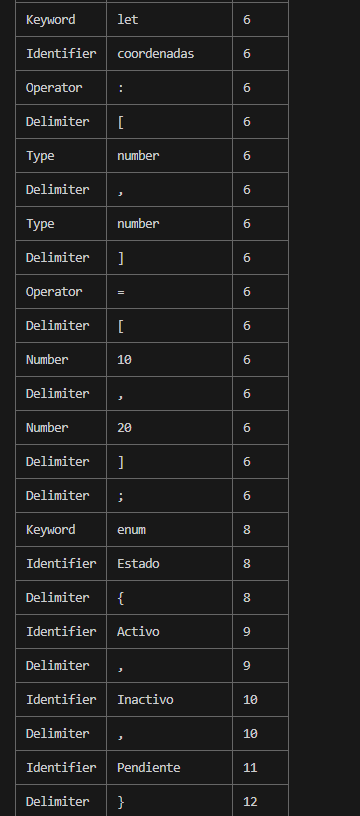 Keyword let 6
Identifier coordenadas 6
Operator : 6
Delimiter [ 6
Type number 6
Delimiter , 6
Type number 6
Delimiter ] 6
Operator = 6
Delimiter [ 6
Number 10 6
Delimiter , 6
Number 20 6
Delimiter ] 6
Delimiter ; 6
Keyword enum 8
Identifier Estado 8
Delimiter { 8
Identifier Activo 9
Delimiter , 9
Identifier Inactivo 10
Delimiter , 10
Identifier Pendiente 11
Delimiter } 12